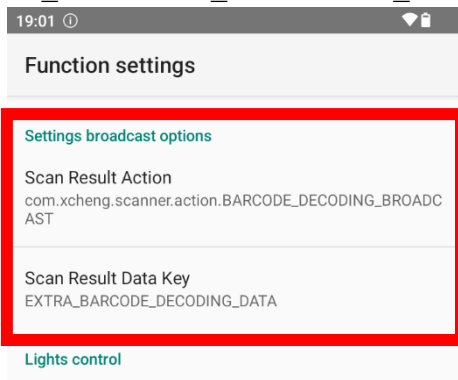 19:01
Function settings
Settings broadcast options
Scan Result Action
com.xcheng.scanner.action.BARCODE_DECODING_BROADC
AST
Scan Result Data Key
EXTRA_BARCODE_DECODING_DATA
Lights control